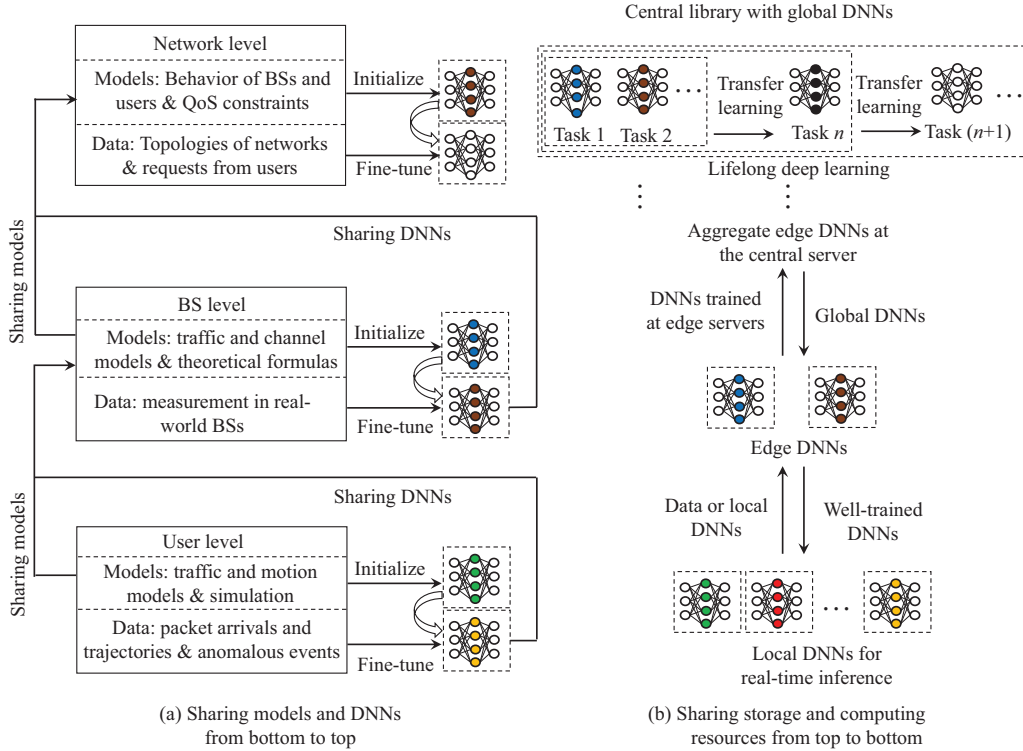 Network level
Models: Behavior of BSs and
users & QoS constraints
Data: Topologies of networks
& requests from users
Initialize
Fine-tune
Sharing models
Sharing DNNs
BS level
Models: traffic and channel
models & theoretical formulas
Data: measurement in real-
world BSs
Initialize
Fine-tune
Sharing models
Sharing DNNs
User level
Models: traffic and motion
models & simulation
Data: packet arrivals and
trajectories & anomalous events
Initialize
Fine-tune
(a) Sharing models and DNNs
from bottom to top
Central library with global DNNs
Task 1
Task 2
...
Transfer
learning
Task n
Transfer
learning
Task (n+1)
...
Lifelong deep learning
Aggregate edge DNNs at
the central server
DNNs trained
at edge servers
Global DNNs
Edge DNNs
Data or local
DNNs
Well-trained
DNNs
...
Local DNNs for
real-time inference
(b) Sharing storage and computing
resources from top to bottom